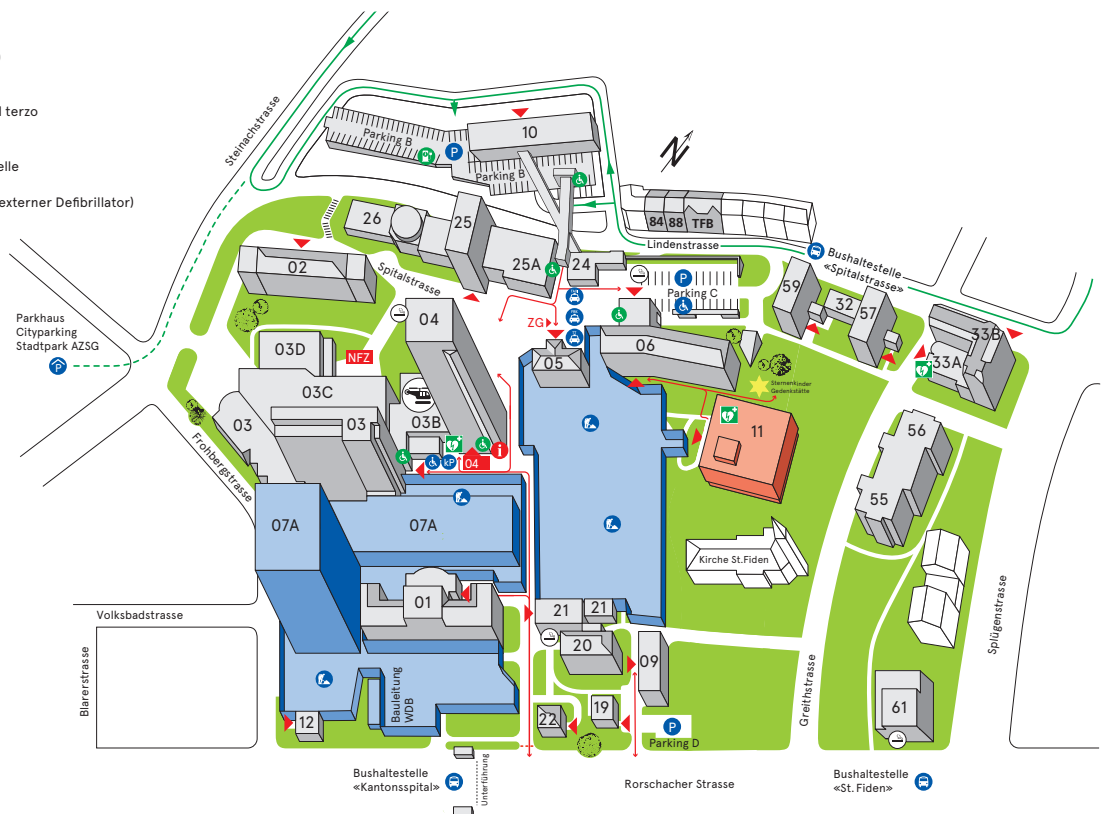 l terzo
elle
externer Defibrillator)
Steinachstrasse
Parking B
P
10
Parking B
N
84 88 TFB
Lindenstrasse
Bushaltestelle
«Spitalstrasse»
26
25
25A
24
02
Spitalstrasse
P
Parking C
59
32
57
33B
33A
ZG
04
Parkhaus
Cityparking
Stadtpark AZSG
P
03D
NFZ
05
06
Sternenkinder
Gedenkstätte
03C
03
03
03B
11
56
kP
04
i
Frohbergstrasse
55
07A
07A
Kirche St.Fiden
Volksbadstrasse
01
21
21
20
09
Splügenstrasse
Greithstrasse
Blarerstrasse
Bauleitung
WDB
12
22
19
61
P
Parking D
Bushaltestelle
«Kantonsspital»
Unterführung
Rorschacher Strasse
Bushaltestelle
«St. Fiden»